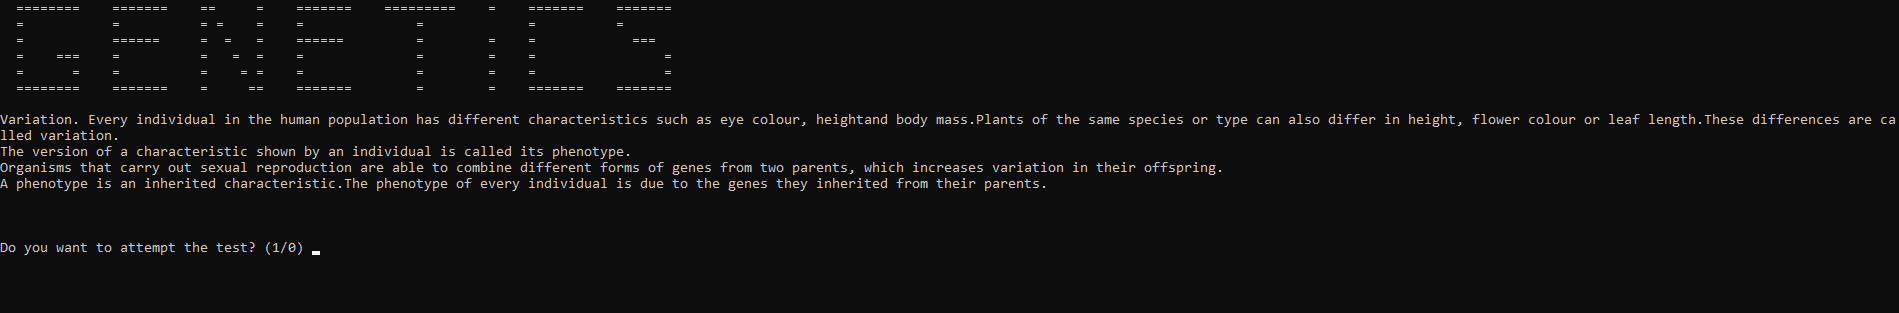 GENETICS
Variation. Every individual in the human population has different characteristics such as eye colour, heightand body mass.Plants of the same species or type can also differ in height, flower colour or leaf length.These differences are ca
lled variation.
The version of a characteristic shown by an individual is called its phenotype.
Organisms that carry out sexual reproduction are able to combine different forms of genes from two parents, which increases variation in their offspring.
A phenotype is an inherited characteristic.The phenotype of every individual is due to the genes they inherited from their parents.
Do you want to attempt the test? (1/0)